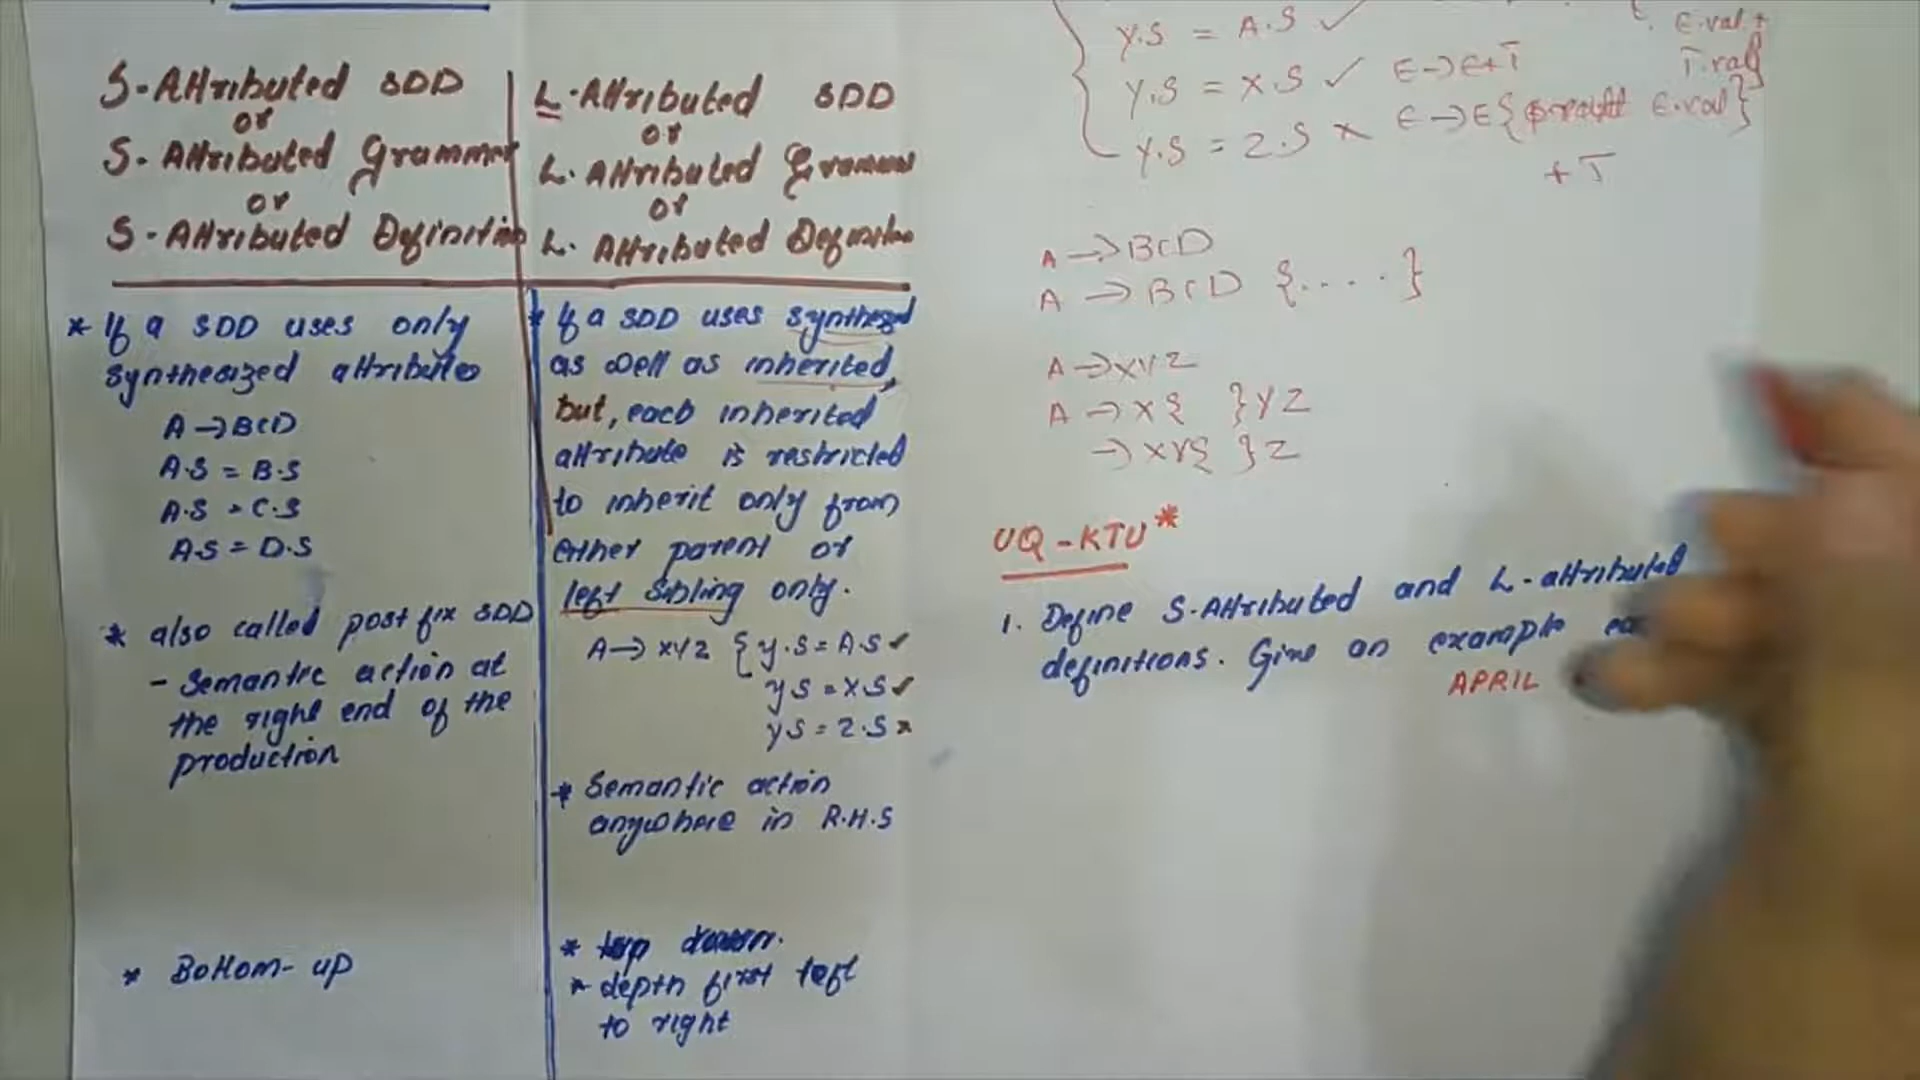 S-Attributed SDD
or
S-Attributed Grammer
or
S-Attributed Definition
* If a SDD uses only
synthesized attributes
A → BCD
A.S = B.S
A.S = C.S
A.S = D.S
* also called post fix SDD
- Semantic action at
the right end of the
production
* Bottom-up
L-Attributed SDD
or
L-Attributed
or
L-Attributed
* If a SDD uses synthesized
as well as inherited,
but, each inherited
attribute is restricted
to inherit only from
either parent or
left sibling only.
A → XYZ {Y.S = A.S ✓
Y.S = X.S ✓
Y.S = Z.S ×
* Semantic action
anywhere in R.H.S
* top down.
* depth first left
to right
Y.S = A.S ✓
E.val +
Y.S = X.S ✓ E → E+T
T.val}
Y.S = Z.S × E → E{ E.val}
+ T
A → BCD
A → BCD {....}
A → XYZ
A → X{ }YZ
→ XY{ }Z
UQ - KTU *
1. Define S-Attributed and L-attributed
definitions. Give an example
APRIL